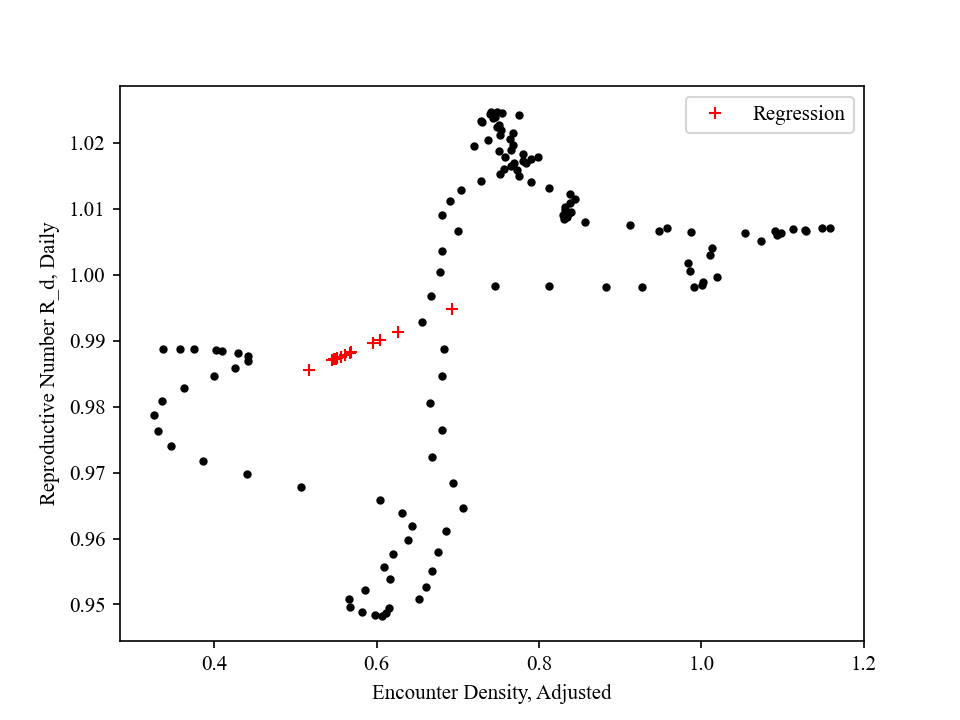 Regression
1.02
1.01
1.00
0.99
0.98
0.97
0.96
0.95
Reproductive Number R_d, Daily
0.4 0.6 0.8 1.0 1.2
Encounter Density, Adjusted